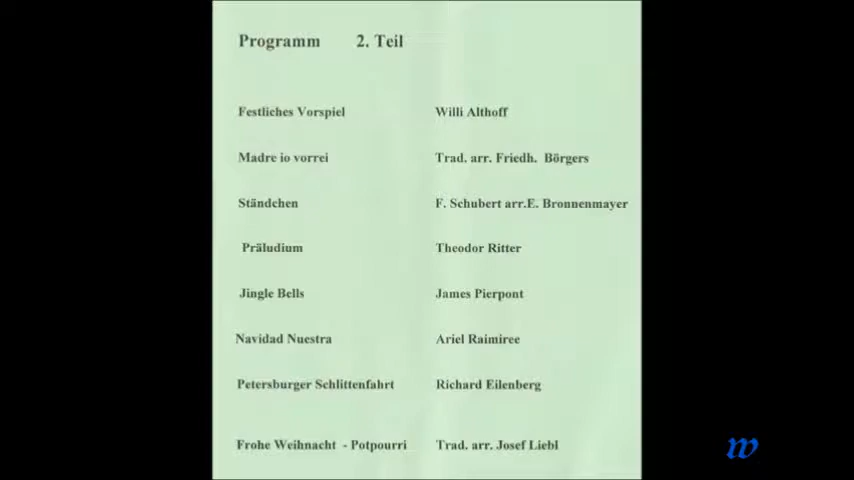 Programm 2. Teil
Festliches Vorspiel Willi Althoff
Madre io vorrei Trad. arr. Friedh. Börgers
Ständchen F. Schubert arr.E. Bronnenmayer
Präludium Theodor Ritter
Jingle Bells James Pierpont
Navidad Nuestra Ariel Raimiree
Petersburger Schlittenfahrt Richard Eilenberg
Frohe Weihnacht - Potpourri Trad. arr. Josef Liebl
w